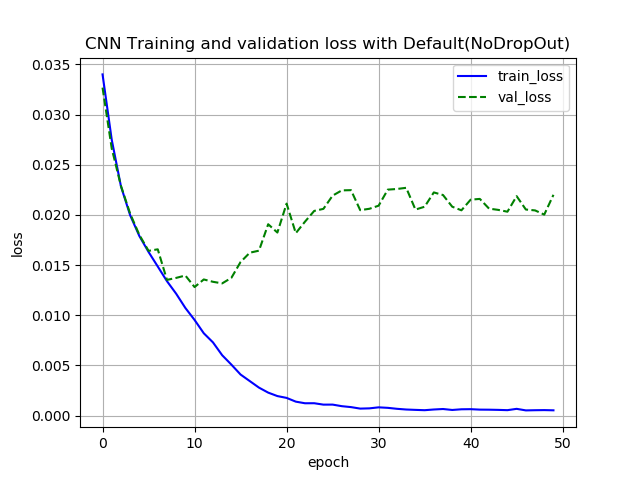 CNN Training and validation loss with Default(NoDropOut)
train_loss
val_loss
0.035
0.030
0.025
0.020
0.015
0.010
0.005
0.000
loss
0 10 20 30 40 50
epoch